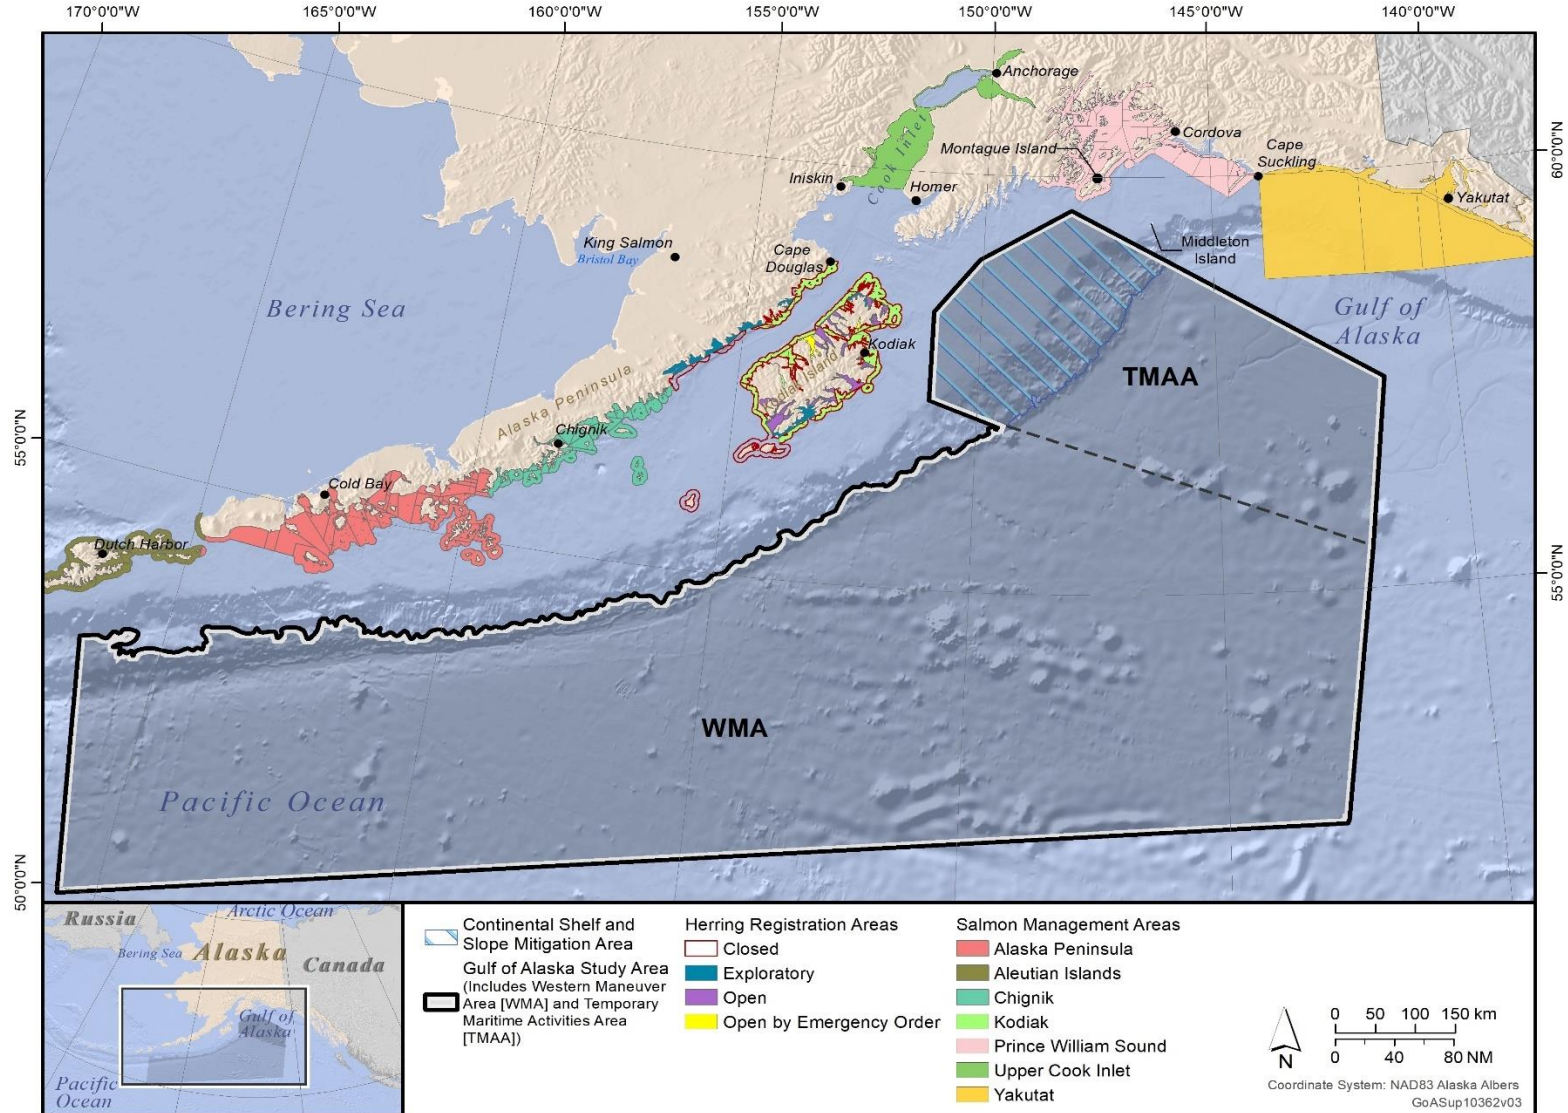 170°0'0"W
165°0'0"W
160°0'0"W
155°0'0"W
150°0'0"W
145°0'0"W
140°0'0"W
60°0'0"N
55°0'0"N
55°0'0"N
50°0'0"N
Anchorage
Cordova
Cook Inlet
Montague Island
Cape
Suckling
Iniskin
Homer
Yakutat
King Salmon
Bristol Bay
Cape
Douglas
Middleton
Island
Bering Sea
Gulf of
Alaska
Kodiak
Kodiak Island
TMAA
Alaska Peninsula
Chignik
Cold Bay
Dutch Harbor
WMA
Pacific Ocean
Russia
Arctic Ocean
Bering Sea
Alaska
Canada
Gulf of
Alaska
Pacific
Ocean
Continental Shelf and
Slope Mitigation Area
Gulf of Alaska Study Area
(Includes Western Maneuver
Area [WMA] and Temporary
Maritime Activities Area
[TMAA])
Herring Registration Areas
Closed
Exploratory
Open
Open by Emergency Order
Salmon Management Areas
Alaska Peninsula
Aleutian Islands
Chignik
Kodiak
Prince William Sound
Upper Cook Inlet
Yakutat
N
0 50 100 150 km
0 40 80 NM
Coordinate System: NAD83 Alaska Albers
GoASup10362v03